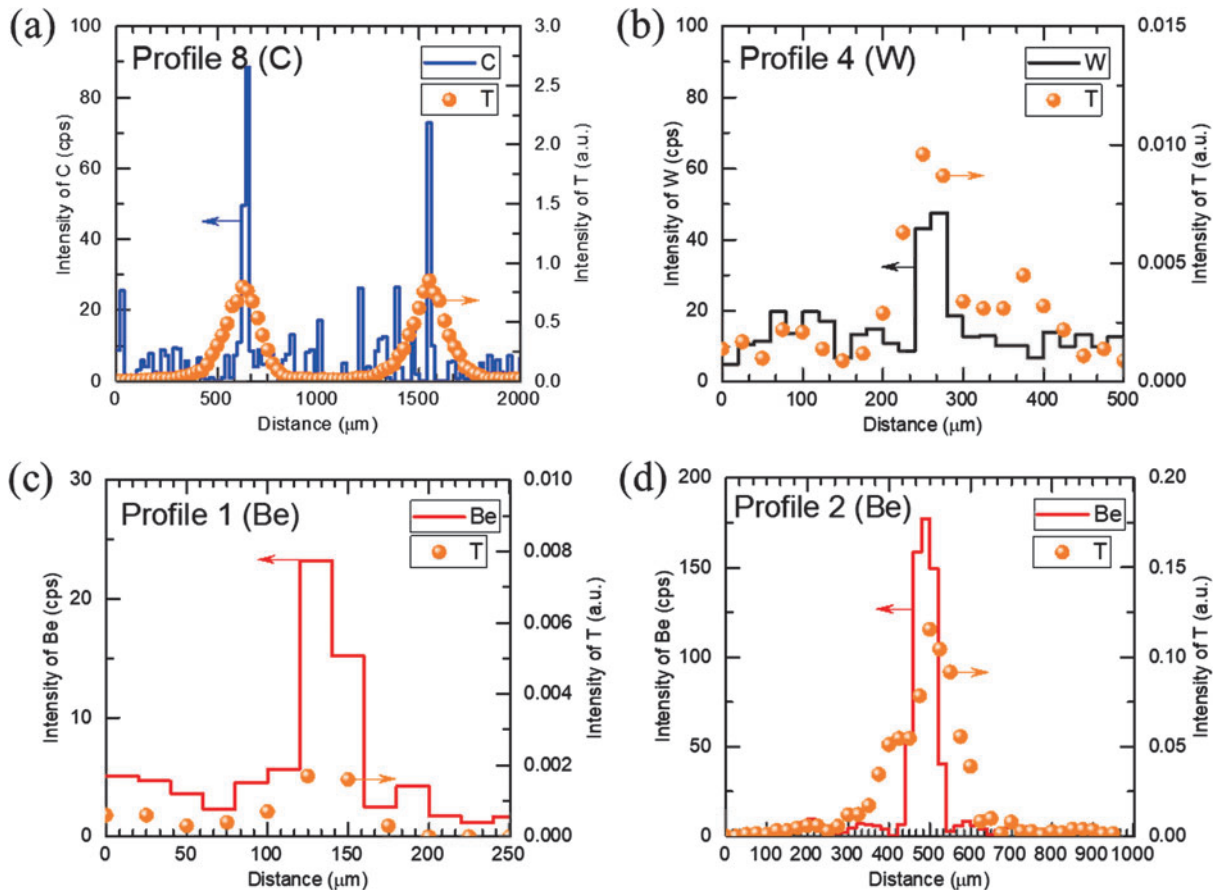 (a)
Profile 8 (C)
C
T
Intensity of C (cps)
100
80
60
40
20
0
Intensity of T (a.u.)
3.0
2.5
2.0
1.5
1.0
0.5
0.0
0 500 1000 1500 2000
Distance (μm)
(b)
Profile 4 (W)
W
T
Intensity of W (cps)
100
80
60
40
20
0
Intensity of T (a.u.)
0.015
0.010
0.005
0.000
0 100 200 300 400 500
Distance (μm)
(c)
Profile 1 (Be)
Be
T
Intensity of Be (cps)
30
20
10
0
Intensity of T (a.u.)
0.010
0.008
0.006
0.004
0.002
0.000
0 50 100 150 200 250
Distance (μm)
(d)
Profile 2 (Be)
Be
T
Intensity of Be (cps)
200
150
100
50
0
Intensity of T (a.u.)
0.20
0.15
0.10
0.05
0.00
0 100 200 300 400 500 600 700 800 900 1000
Distance (μm)